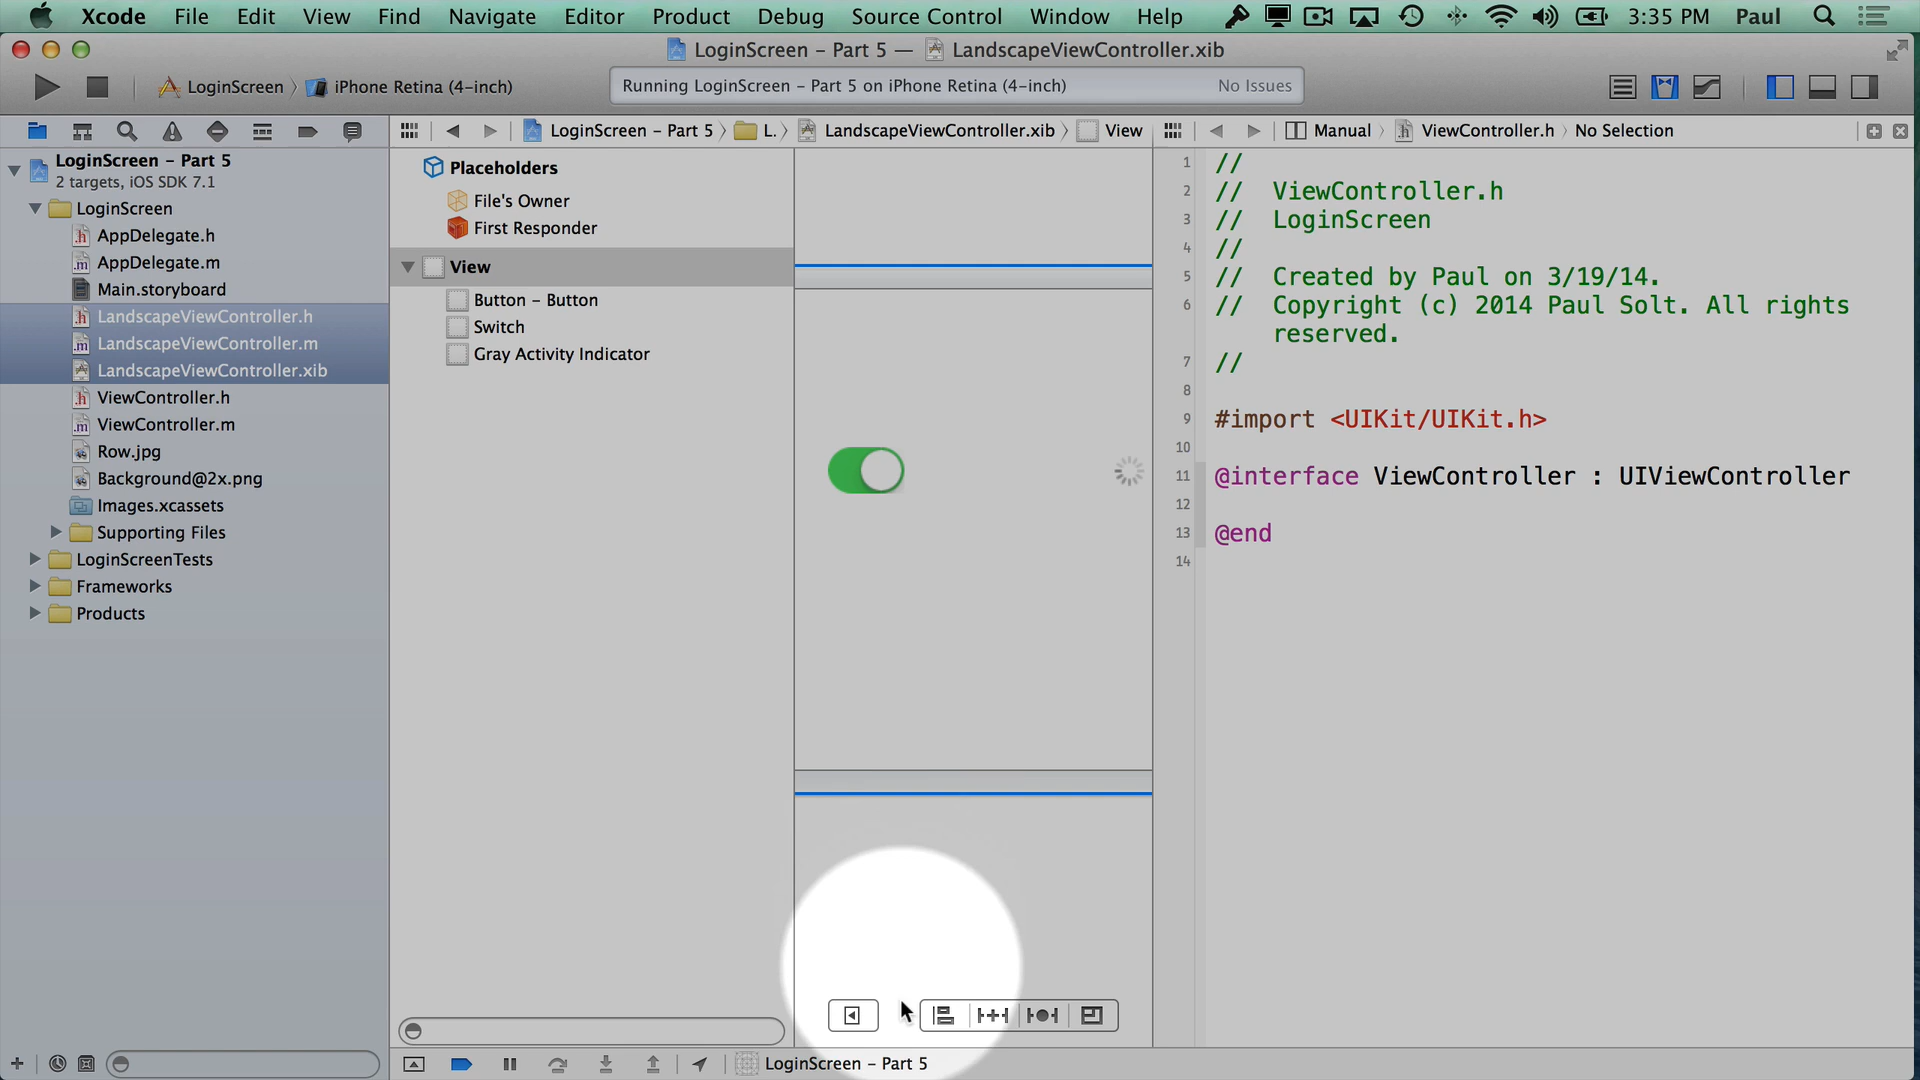 Xcode File Edit View Find Navigate Editor Product Debug Source Control Window Help 3:35 PM Paul
LoginScreen – Part 5 — LandscapeViewController.xib
LoginScreen iPhone Retina (4-inch) Running LoginScreen – Part 5 on iPhone Retina (4-inch) No Issues
LoginScreen – Part 5 L. LandscapeViewController.xib View Manual ViewController.h No Selection
LoginScreen – Part 5
2 targets, iOS SDK 7.1
LoginScreen
AppDelegate.h
AppDelegate.m
Main.storyboard
LandscapeViewController.h
LandscapeViewController.m
LandscapeViewController.xib
ViewController.h
ViewController.m
Row.jpg
Background@2x.png
Images.xcassets
Supporting Files
LoginScreenTests
Frameworks
Products
Placeholders
File's Owner
First Responder
View
Button – Button
Switch
Gray Activity Indicator
1 //
2 // ViewController.h
3 // LoginScreen
4 //
5 // Created by Paul on 3/19/14.
6 // Copyright (c) 2014 Paul Solt. All rights
reserved.
7 //
8
9 #import <UIKit/UIKit.h>
10
11 @interface ViewController : UIViewController
12
13 @end
14
LoginScreen – Part 5